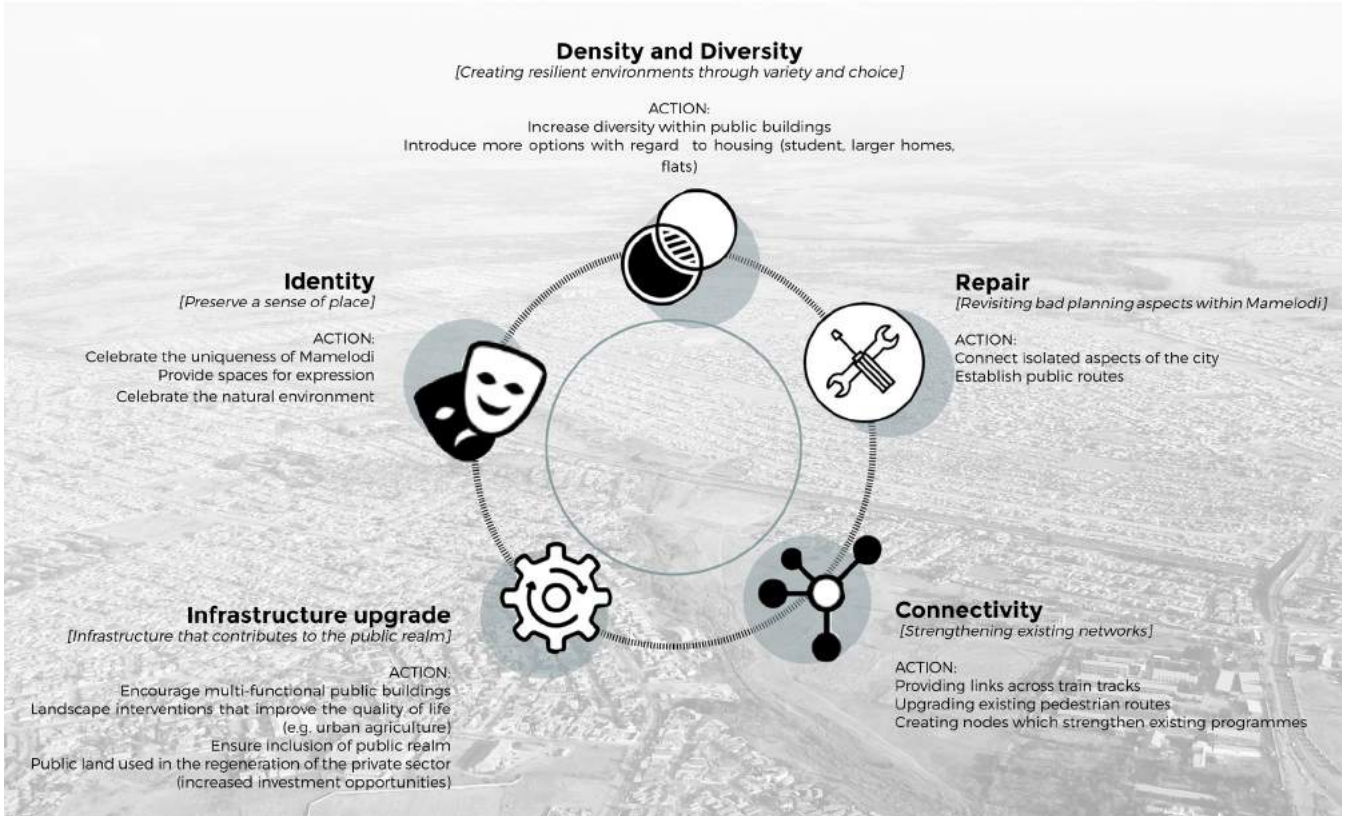 Density and Diversity
[Creating resilient environments through variety and choice]
ACTION:
Increase diversity within public buildings
Introduce more options with regard to housing (student, larger homes,
flats)
Identity
[Preserve a sense of place]
ACTION:
Celebrate the uniqueness of Mamelodi
Provide spaces for expression
Celebrate the natural environment
Repair
[Revisiting bad planning aspects within Mamelodi]
ACTION:
Connect isolated aspects of the city
Establish public routes
Infrastructure upgrade
[Infrastructure that contributes to the public realm]
ACTION:
Encourage multi-functional public buildings
Landscape interventions that improve the quality of life
(e.g. urban agriculture)
Ensure inclusion of public realm
Public land used in the regeneration of the private sector
(increased investment opportunities)
Connectivity
[Strengthening existing networks]
ACTION:
Providing links across train tracks
Upgrading existing pedestrian routes
Creating nodes which strengthen existing programmes